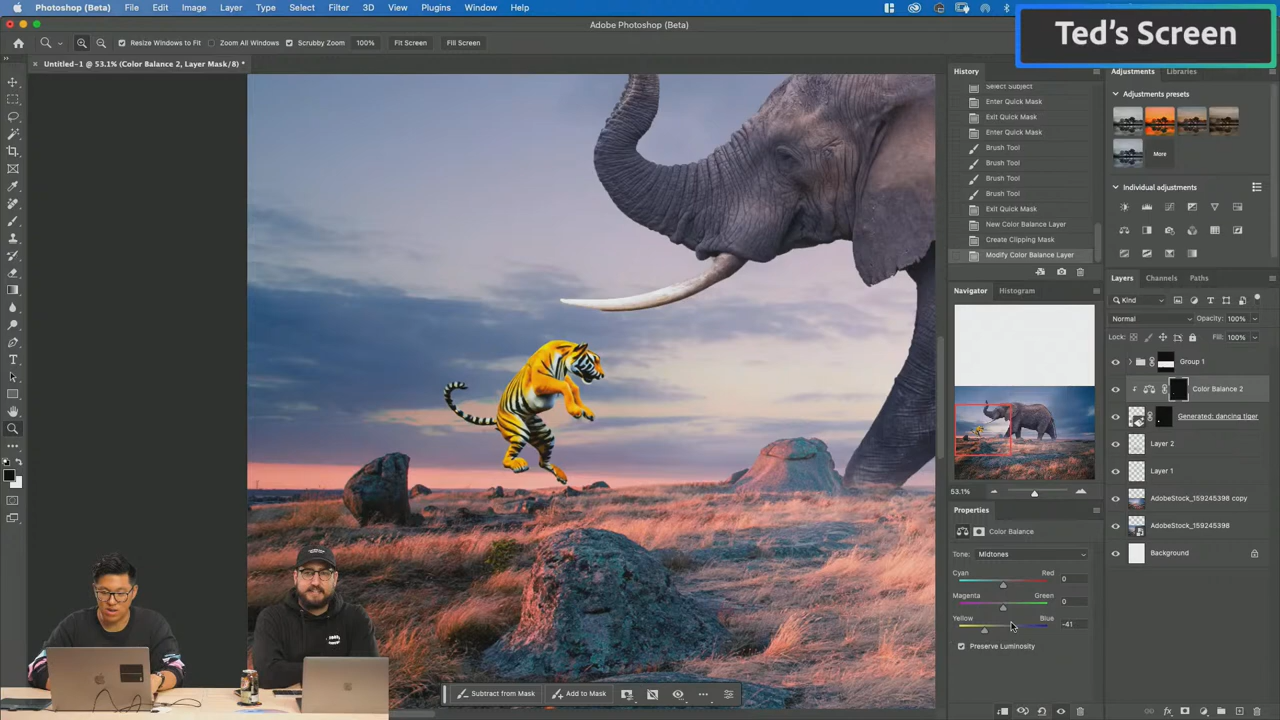 Photoshop (Beta) File Edit Image Layer Type Select Filter 3D View Plugins Window Help
Adobe Photoshop (Beta)
Ted's Screen
Resize Windows to Fit Zoom All Windows Scrubby Zoom 100% Fit Screen Fill Screen
Untitled-1 @ 53.1% (Color Balance 2, Layer Mask/8) *
History
Select Subject
Enter Quick Mask
Exit Quick Mask
Enter Quick Mask
Brush Tool
Brush Tool
Brush Tool
Brush Tool
Exit Quick Mask
New Color Balance Layer
Create Clipping Mask
Modify Color Balance Layer
Navigator Histogram
53.1%
Properties
Color Balance
Tone: Midtones
Cyan Red 0
Magenta Green 0
Yellow Blue -41
Preserve Luminosity
Adjustments Libraries
Adjustments presets
More
Individual adjustments
Layers Channels Paths
Kind
Normal Opacity: 100%
Lock: Fill: 100%
Group 1
Color Balance 2
Generated: dancing tiger
Layer 2
Layer 1
AdobeStock_159245398 copy
AdobeStock_159245398
Background
Subtract from Mask Add to Mask